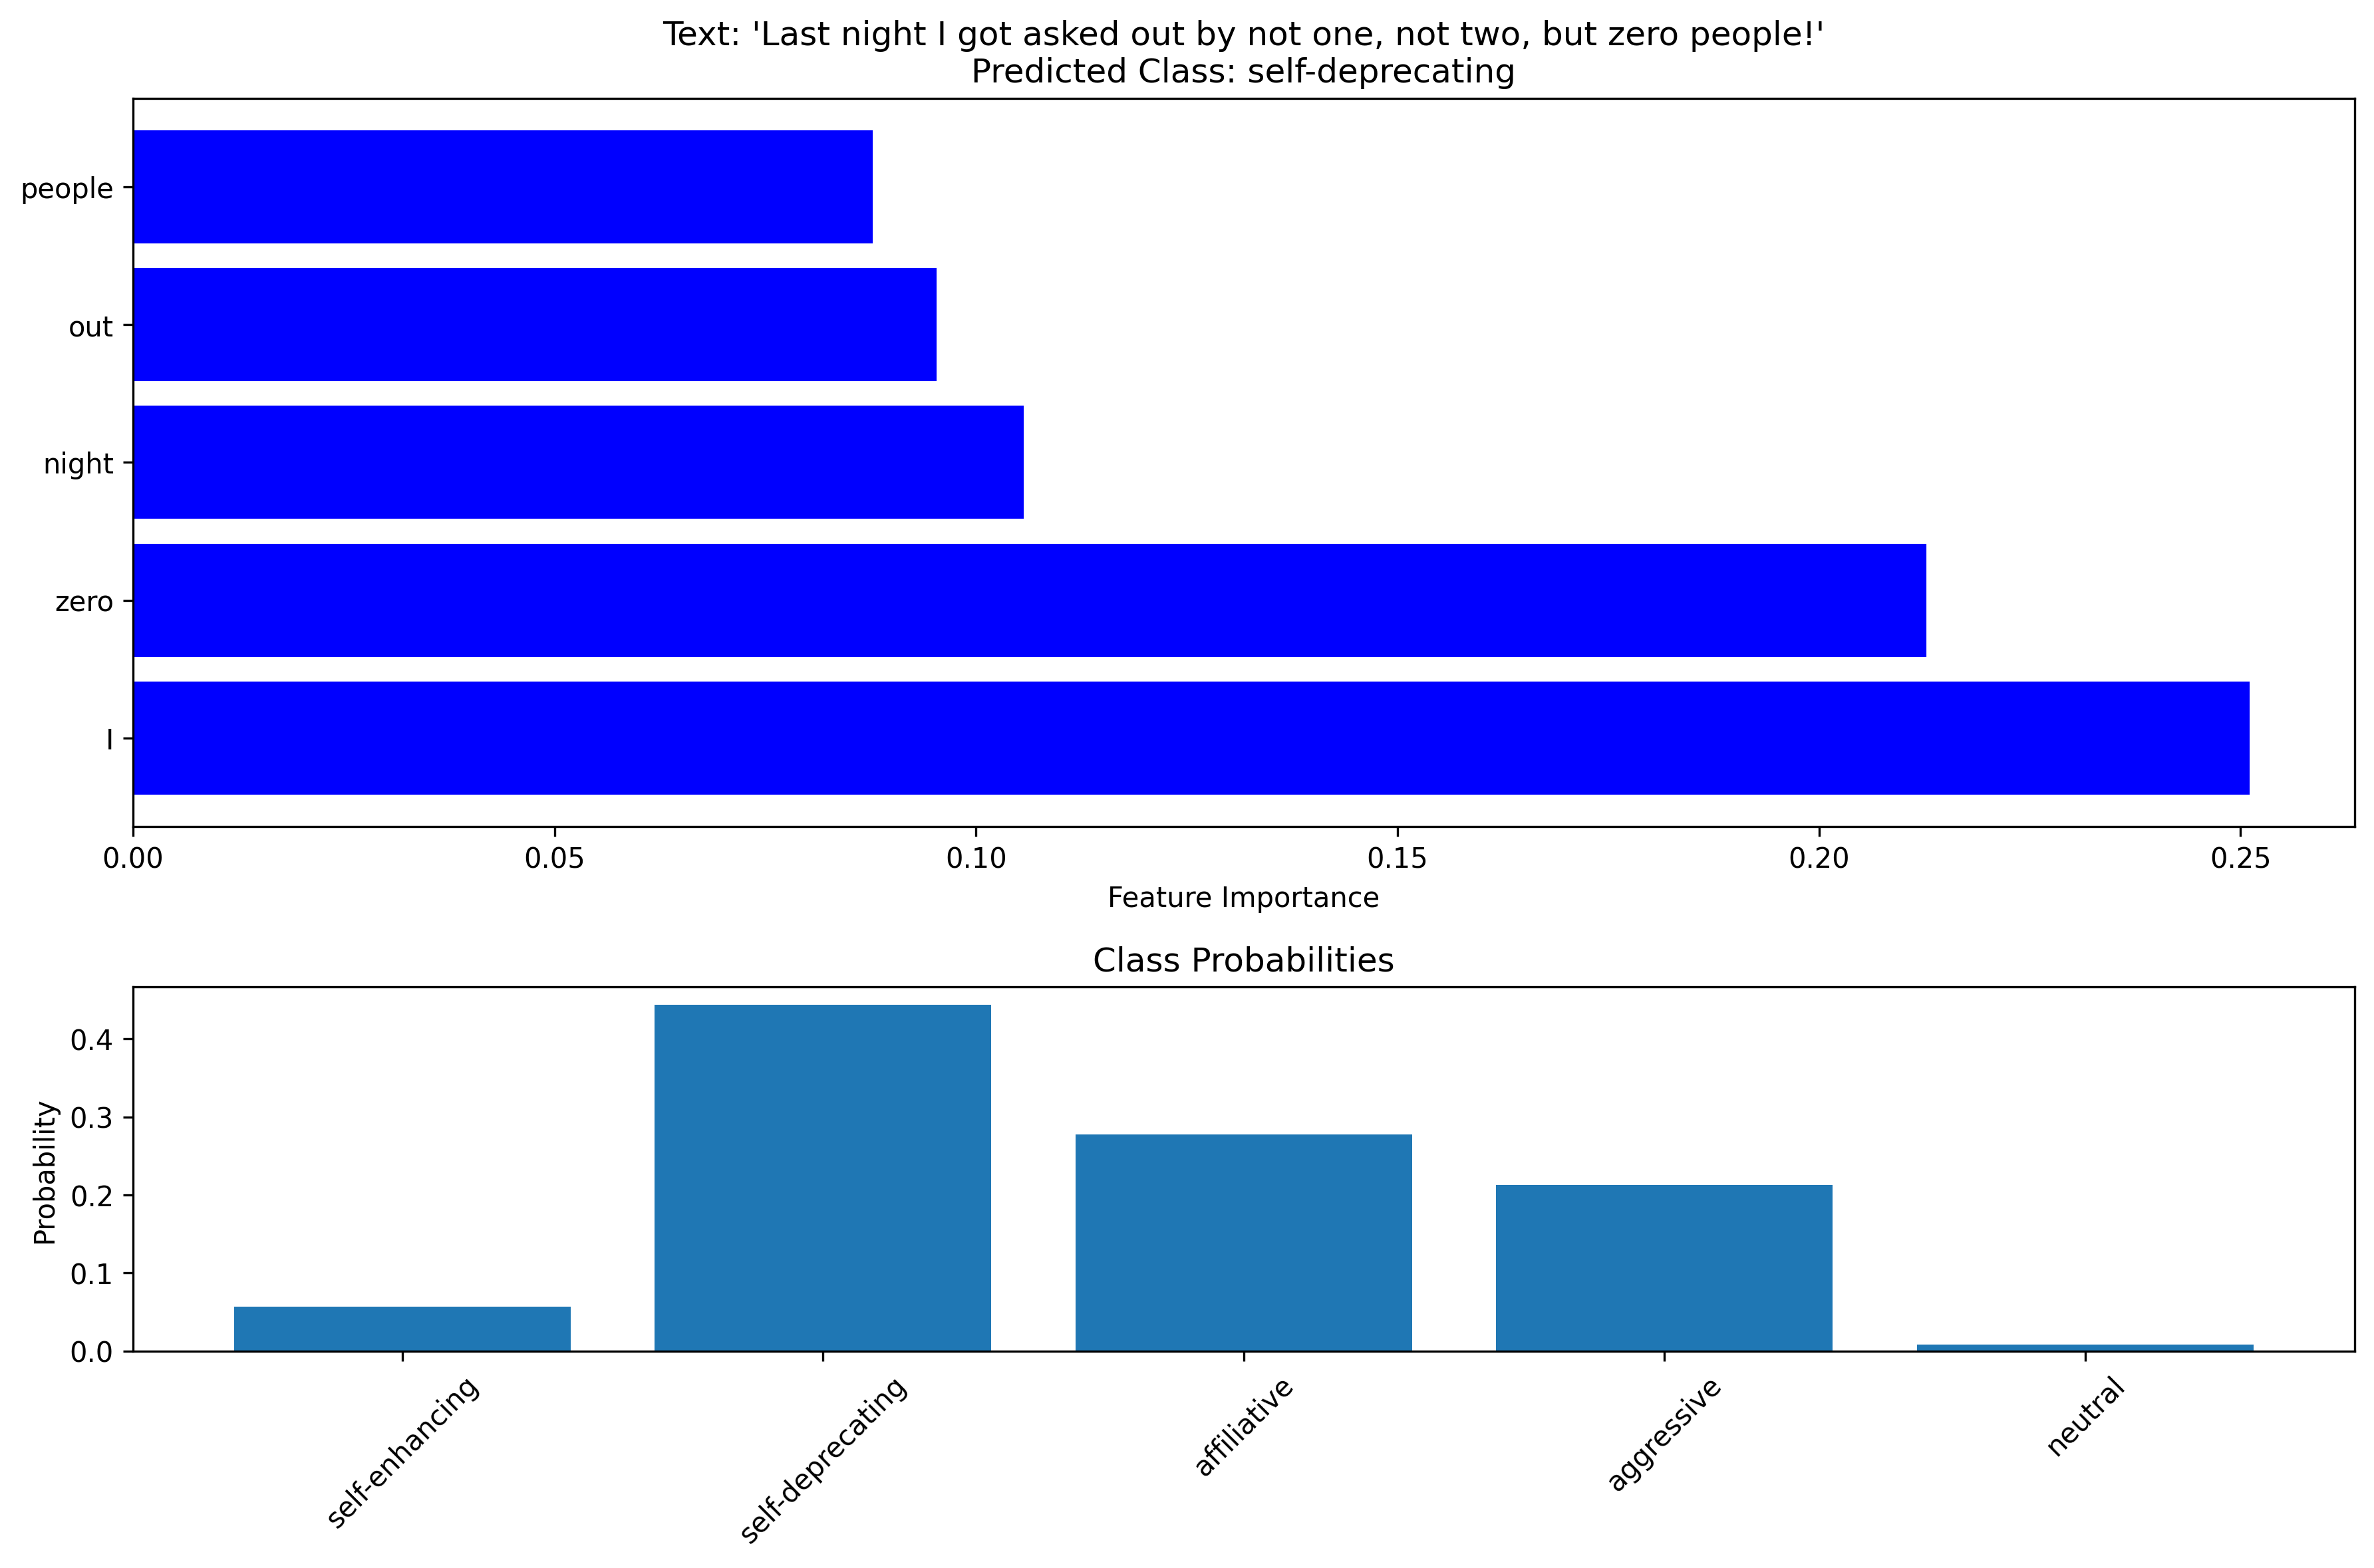 Text: 'Last night I got asked out by not one, not two, but zero people!'
Predicted Class: self-deprecating
people
out
night
zero
I
0.00 0.05 0.10 0.15 0.20 0.25
Feature Importance
Class Probabilities
Probability
0.4
0.3
0.2
0.1
0.0
self-enhancing self-deprecating affiliative aggressive neutral